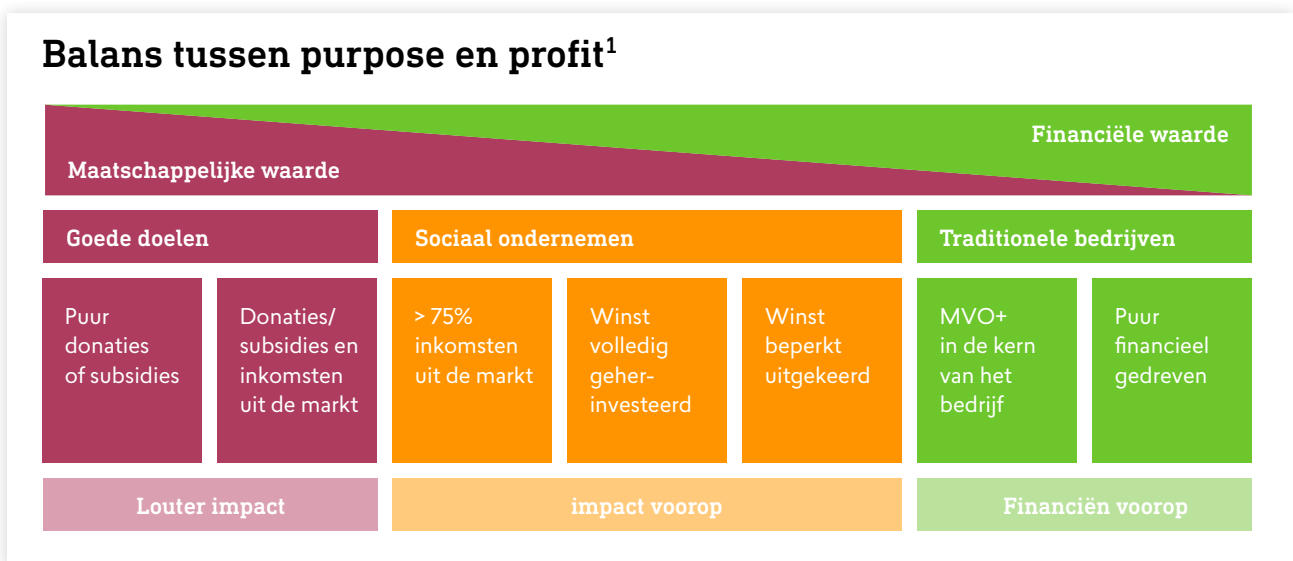 Balans tussen purpose en profit¹
Financiële waarde
Maatschappelijke waarde
Goede doelen
Sociaal ondernemen
Traditionele bedrijven
Puur
donaties
of subsidies
Donaties/
subsidies en
inkomsten
uit de markt
> 75%
inkomsten
uit de markt
Winst
volledig
geher-
investeerd
Winst
beperkt
uitgekeerd
MVO+
in de kern
van het
bedrijf
Puur
financieel
gedreven
Louter impact
impact voorop
Financiën voorop